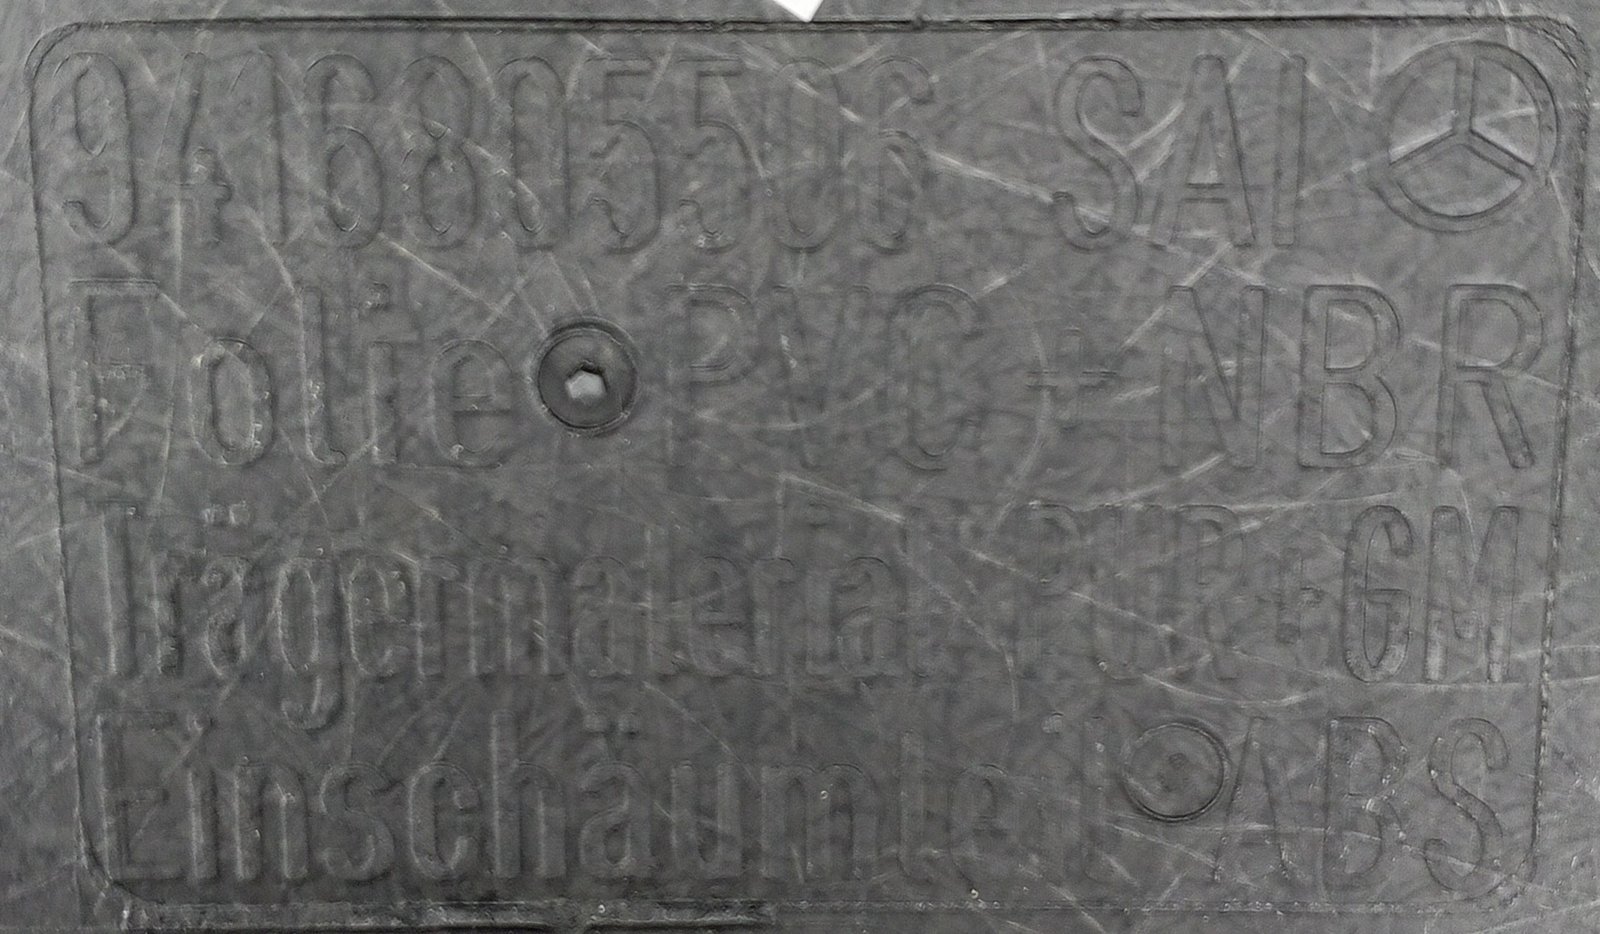 9416805506 SAI
Folie PVC + NBR
Trägermaterial PUR + GM
Einschäumteil ABS